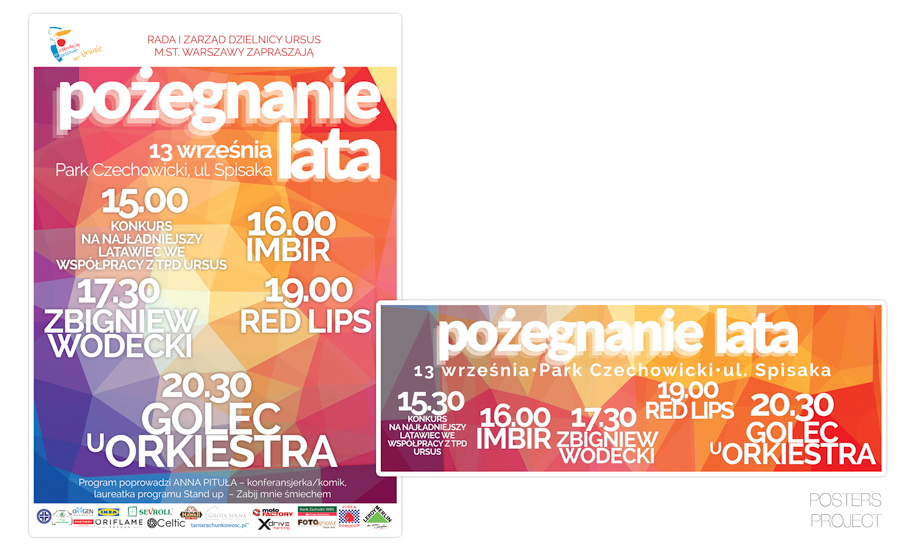 RADA I ZARZĄD DZIELNICY URSUS
M.ST. WARSZAWY ZAPRASZAJĄ
pożegnanie
lata
13 września
Park Czechowicki, ul. Spisaka
15.00
KONKURS
NA NAJŁADNIEJSZY
LATAWIEC WE
WSPÓŁPRACY Z TPD URSUS
16.00
IMBIR
17.30
ZBIGNIEW
WODECKI
19.00
RED LIPS
20.30
GOLEC
UORKIESTRA
Program poprowadzi ANNA PITUŁA – konferansjerka/komik,
laureatka programu Stand up – Zabij mnie śmiechem
IKEA
SEVROLL
moto FACTORY
ORIFLAME
Celtic
taniarachunkowosc.pl
Xdrive
LEROY MERLIN
pożegnanie lata
13 września•Park Czechowicki•ul. Spisaka
15.30
KONKURS
NA NAJŁADNIEJSZY
LATAWIEC WE
WSPÓŁPRACY Z TPD
URSUS
16.00
IMBIR
17.30
ZBIGNIEW
WODECKI
19.00
RED LIPS
20.30
GOLEC
UORKIESTRA
POSTERS
PROJECT